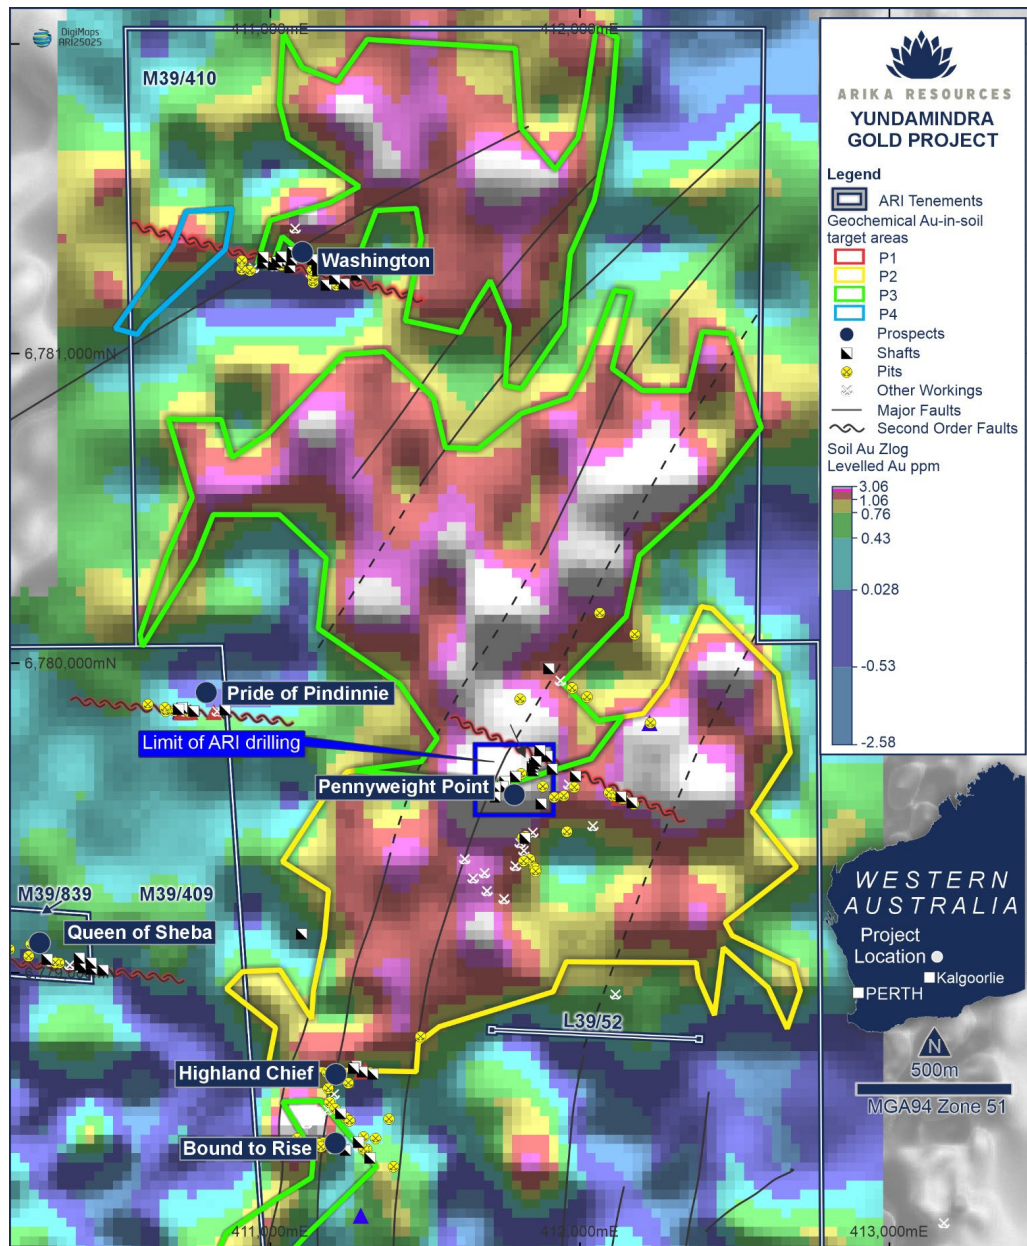 DigiMaps
ARI25025
411,000mE
412,000mE
M39/410
ARIKA RESOURCES
YUNDAMINDRA
GOLD PROJECT
Legend
ARI Tenements
Geochemical Au-in-soil
target areas
P1
P2
P3
P4
Prospects
Shafts
Pits
Other Workings
Major Faults
Second Order Faults
Soil Au Zlog
Levelled Au ppm
3.06
1.06
0.76
0.43
0.028
-0.53
-2.58
Washington
6,781,000mN
6,780,000mN
Pride of Pindinnie
Limit of ARI drilling
Pennyweight Point
M39/839
M39/409
Queen of Sheba
L39/52
Highland Chief
Bound to Rise
WESTERN
AUSTRALIA
Project
Location
Kalgoorlie
PERTH
N
500m
MGA94 Zone 51
411,000mE
412,000mE
413,000mE